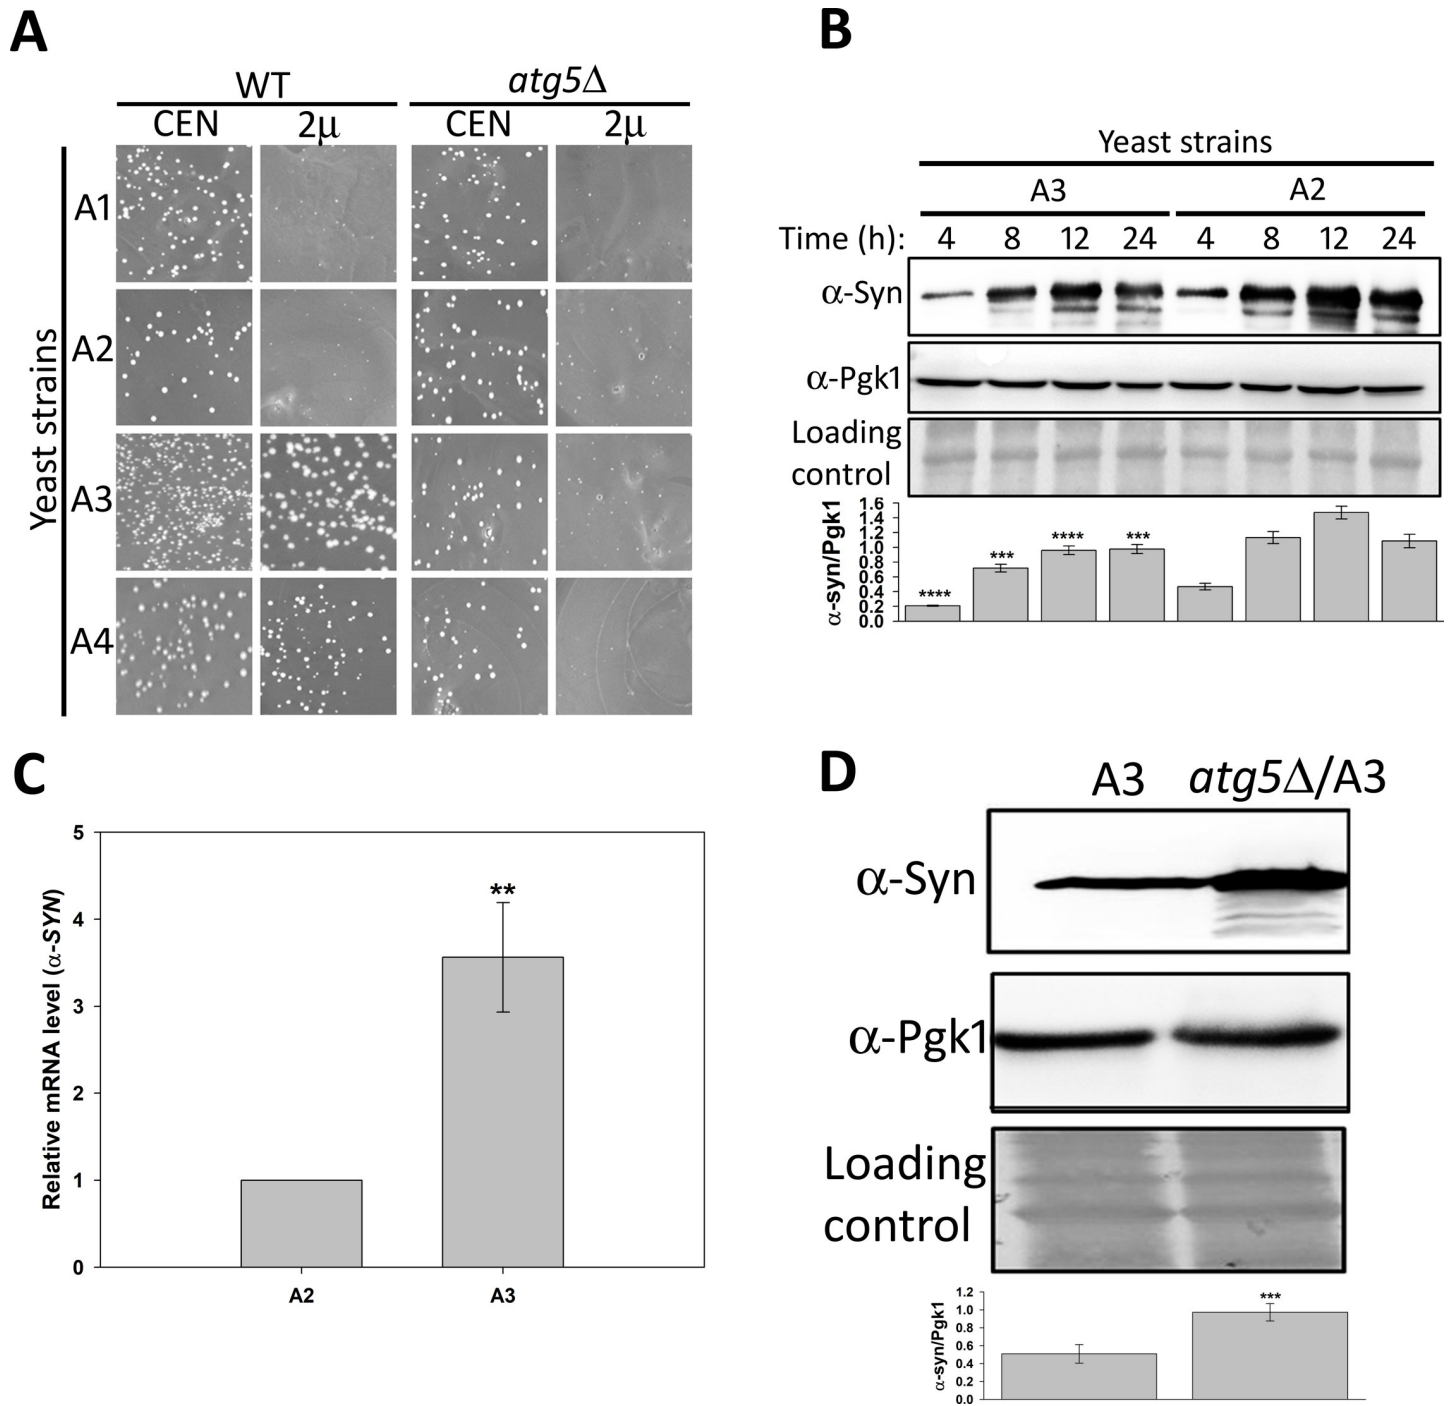 A
WT
atg5Δ
CEN
2μ
CEN
2μ
Yeast strains
A1
A2
A3
A4
B
Yeast strains
A3
A2
Time (h):
4
8
12
24
4
8
12
24
α-Syn
α-Pgk1
Loading
control
α-syn/Pgk1
1.6
1.4
1.2
1.0
0.8
0.6
0.4
0.2
0.0
****
***
****
***
C
Relative mRNA level (α-SYN)
5
4
3
2
1
0
**
A2
A3
D
A3
atg5Δ/A3
α-Syn
α-Pgk1
Loading
control
α-syn/Pgk1
1.2
1.0
0.8
0.6
0.4
0.2
0.0
***